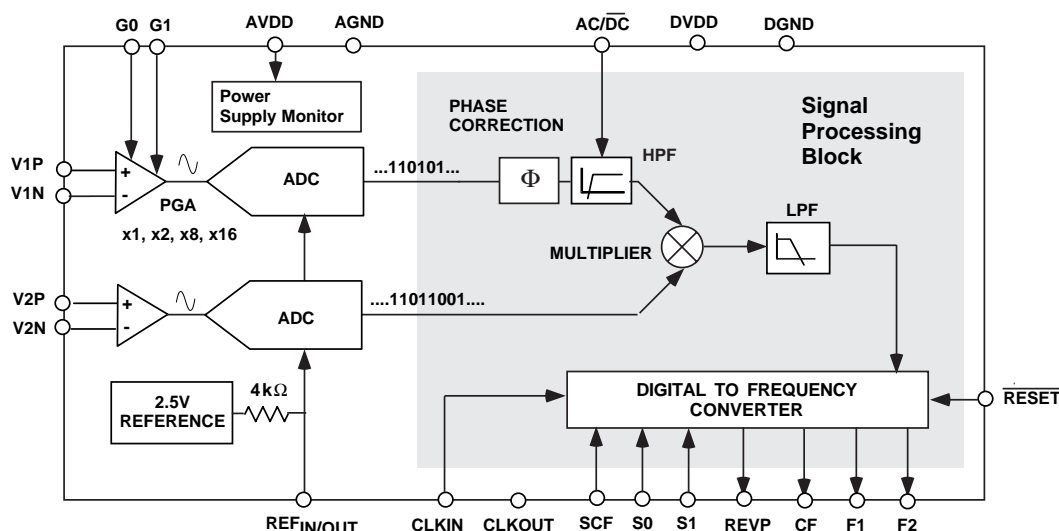 G0 G1 AVDD AGND AC/DC DVDD DGND
Power
Supply Monitor
PHASE
CORRECTION
Signal
Processing
Block
V1P
V1N
+
-
PGA
x1, x2, x8, x16
ADC
...110101...
Φ
HPF
MULTIPLIER
LPF
V2P
V2N
+
-
ADC
....11011001....
2.5V
REFERENCE
4kΩ
DIGITAL TO FREQUENCY
CONVERTER
RESET
REFIN/OUT CLKIN CLKOUT SCF S0 S1 REVP CF F1 F2